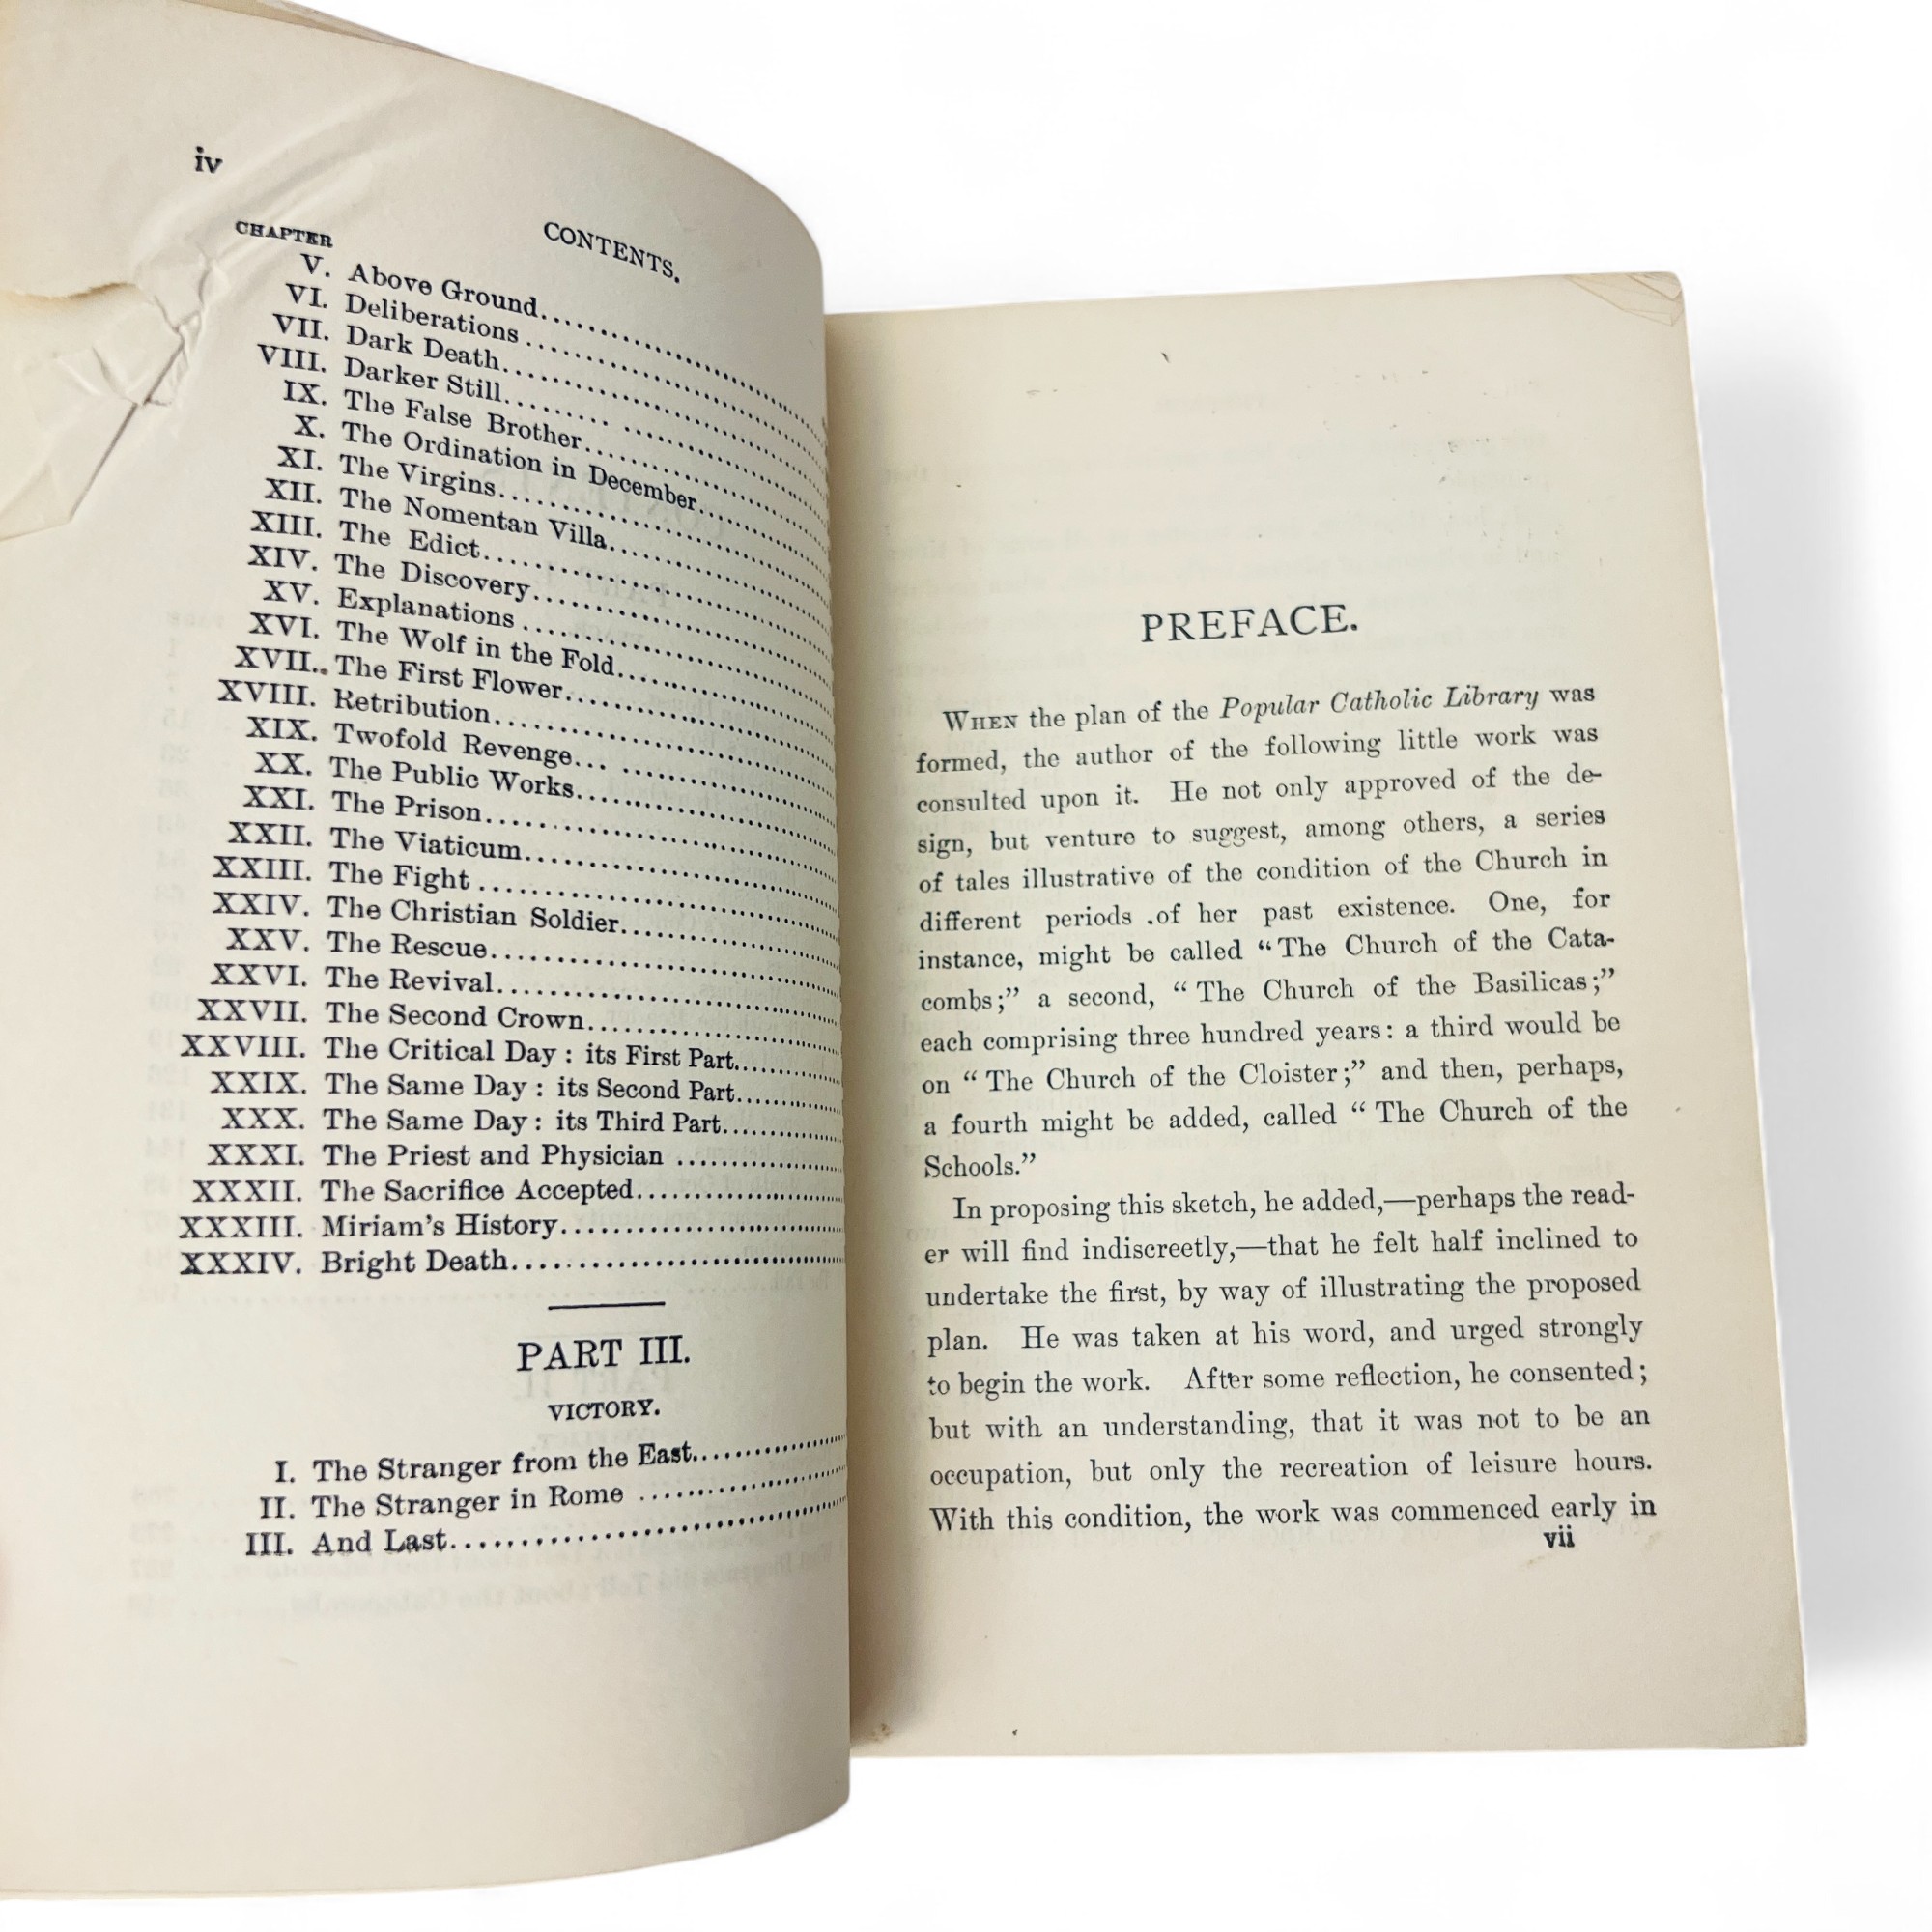 iv
CONTENTS.
CHAPTER
V. Above Ground
VI. Deliberations
VII. Dark Death
VIII. Darker Still
IX. The False Brother
X. The Ordination in December
XI. The Virgins
XII. The Nomentan Villa
XIII. The Edict
XIV. The Discovery
XV. Explanations
XVI. The Wolf in the Fold
XVII. The First Flower
XVIII. Retribution
XIX. Twofold Revenge
XX. The Public Works
XXI. The Prison
XXII. The Viaticum
XXIII. The Fight
XXIV. The Christian Soldier
XXV. The Rescue
XXVI. The Revival
XXVII. The Second Crown
XXVIII. The Critical Day : its First Part
XXIX. The Same Day : its Second Part
XXX. The Same Day : its Third Part
XXXI. The Priest and Physician
XXXII. The Sacrifice Accepted
XXXIII. Miriam's History
XXXIV. Bright Death
PART III.
VICTORY.
I. The Stranger from the East
II. The Stranger in Rome
III. And Last
PREFACE.
WHEN the plan of the Popular Catholic Library was
formed, the author of the following little work was
consulted upon it. He not only approved of the de-
sign, but venture to suggest, among others, a series
of tales illustrative of the condition of the Church in
different periods of her past existence. One, for
instance, might be called "The Church of the Cata-
combs;" a second, "The Church of the Basilicas;"
each comprising three hundred years: a third would be
on "The Church of the Cloister;" and then, perhaps,
a fourth might be added, called "The Church of the
Schools."
In proposing this sketch, he added,—perhaps the read-
er will find indiscreetly,—that he felt half inclined to
undertake the first, by way of illustrating the proposed
plan. He was taken at his word, and urged strongly
to begin the work. After some reflection, he consented;
but with an understanding, that it was not to be an
occupation, but only the recreation of leisure hours.
With this condition, the work was commenced early in
vii